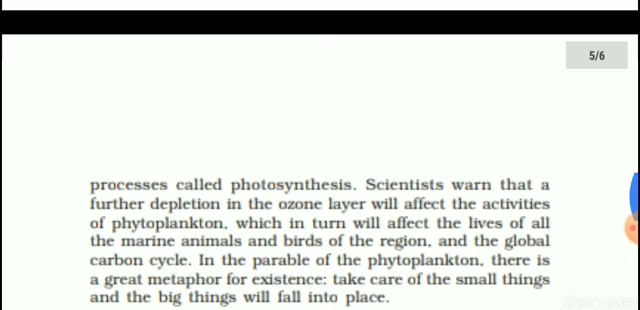 5/6
processes called photosynthesis. Scientists warn that a
further depletion in the ozone layer will affect the activities
of phytoplankton, which in turn will affect the lives of all
the marine animals and birds of the region, and the global
carbon cycle. In the parable of the phytoplankton, there is
a great metaphor for existence: take care of the small things
and the big things will fall into place.